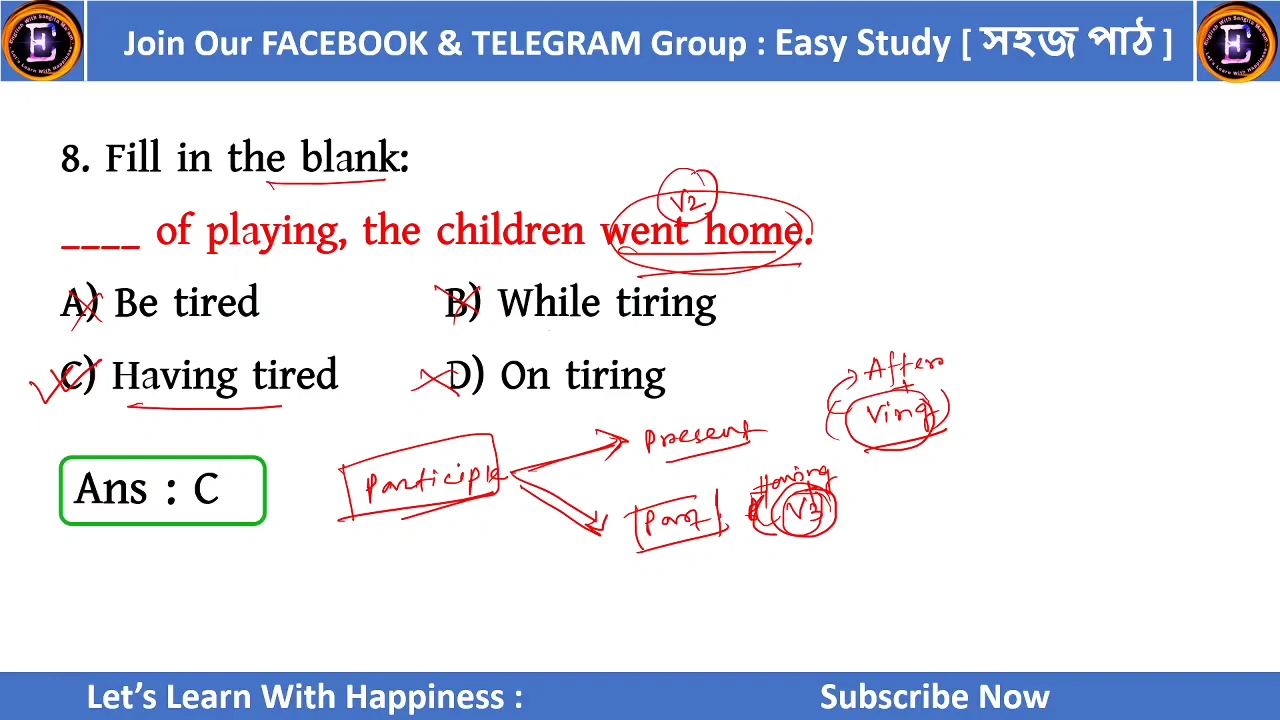 Join Our FACEBOOK & TELEGRAM Group : Easy Study [ সহজ পাঠ ]
8. Fill in the blank:
V2
____ of playing, the children went home.
A) Be tired B) While tiring
C) Having tired D) On tiring
After
+
Ving
Present
Participle
Having
Past V3
Ans : C
Let's Learn With Happiness : Subscribe Now